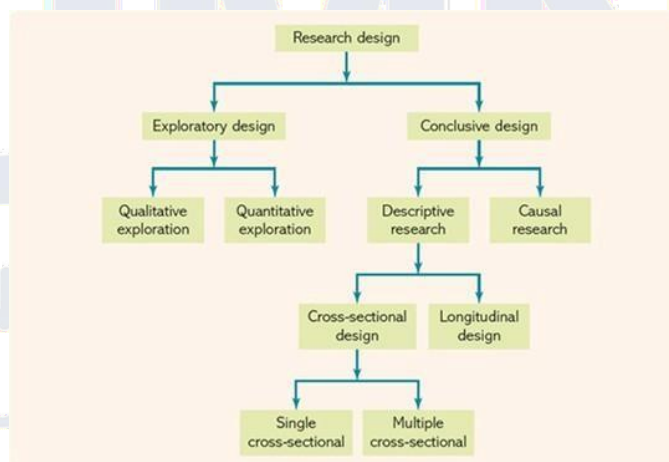 Research design
Exploratory design
Conclusive design
Qualitative
exploration
Quantitative
exploration
Descriptive
research
Causal
research
Cross-sectional
design
Longitudinal
design
Single
cross-sectional
Multiple
cross-sectional